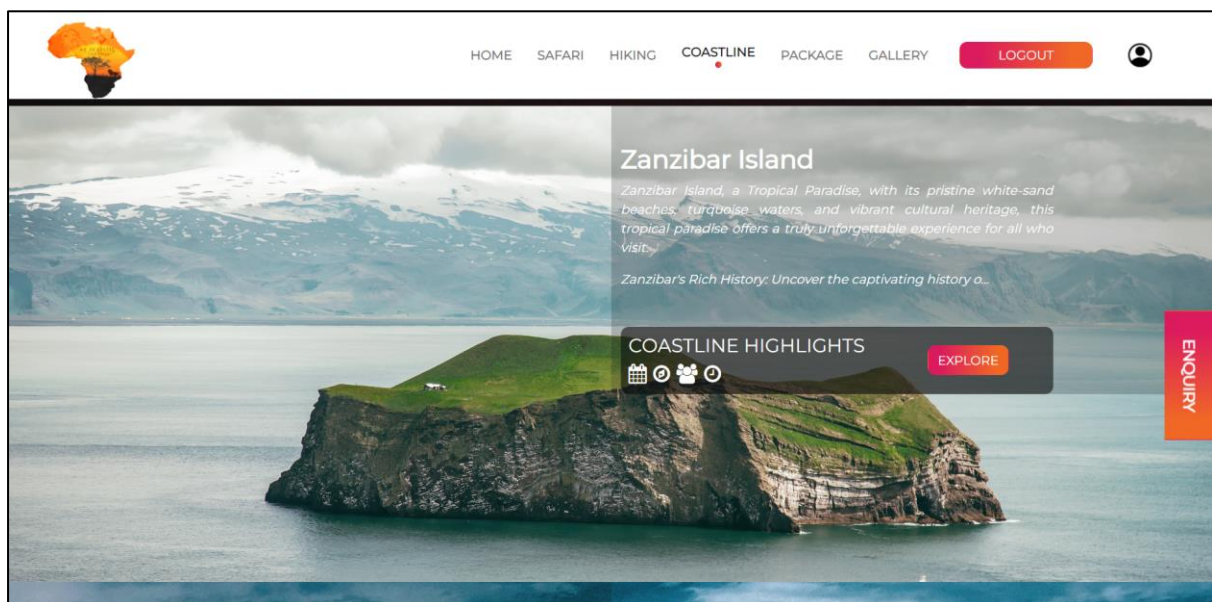 HOME SAFARI HIKING COASTLINE PACKAGE GALLERY LOGOUT
Zanzibar Island
Zanzibar Island, a Tropical Paradise, with its pristine white-sand
beaches, turquoise waters, and vibrant cultural heritage, this
tropical paradise offers a truly unforgettable experience for all who
visit.
Zanzibar's Rich History: Uncover the captivating history o...
COASTLINE HIGHLIGHTS
EXPLORE
ENQUIRY